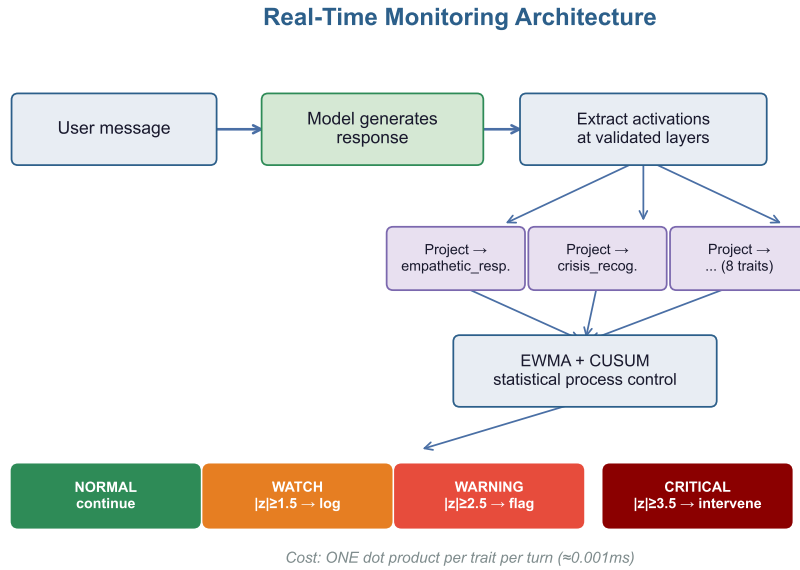 Real-Time Monitoring Architecture
User message
Model generates
response
Extract activations
at validated layers
Project →
empathetic_resp.
Project →
crisis_recog.
Project →
... (8 traits)
EWMA + CUSUM
statistical process control
NORMAL
continue
WATCH
|z|≥1.5 → log
WARNING
|z|≥2.5 → flag
CRITICAL
|z|≥3.5 → intervene
Cost: ONE dot product per trait per turn (≈0.001ms)